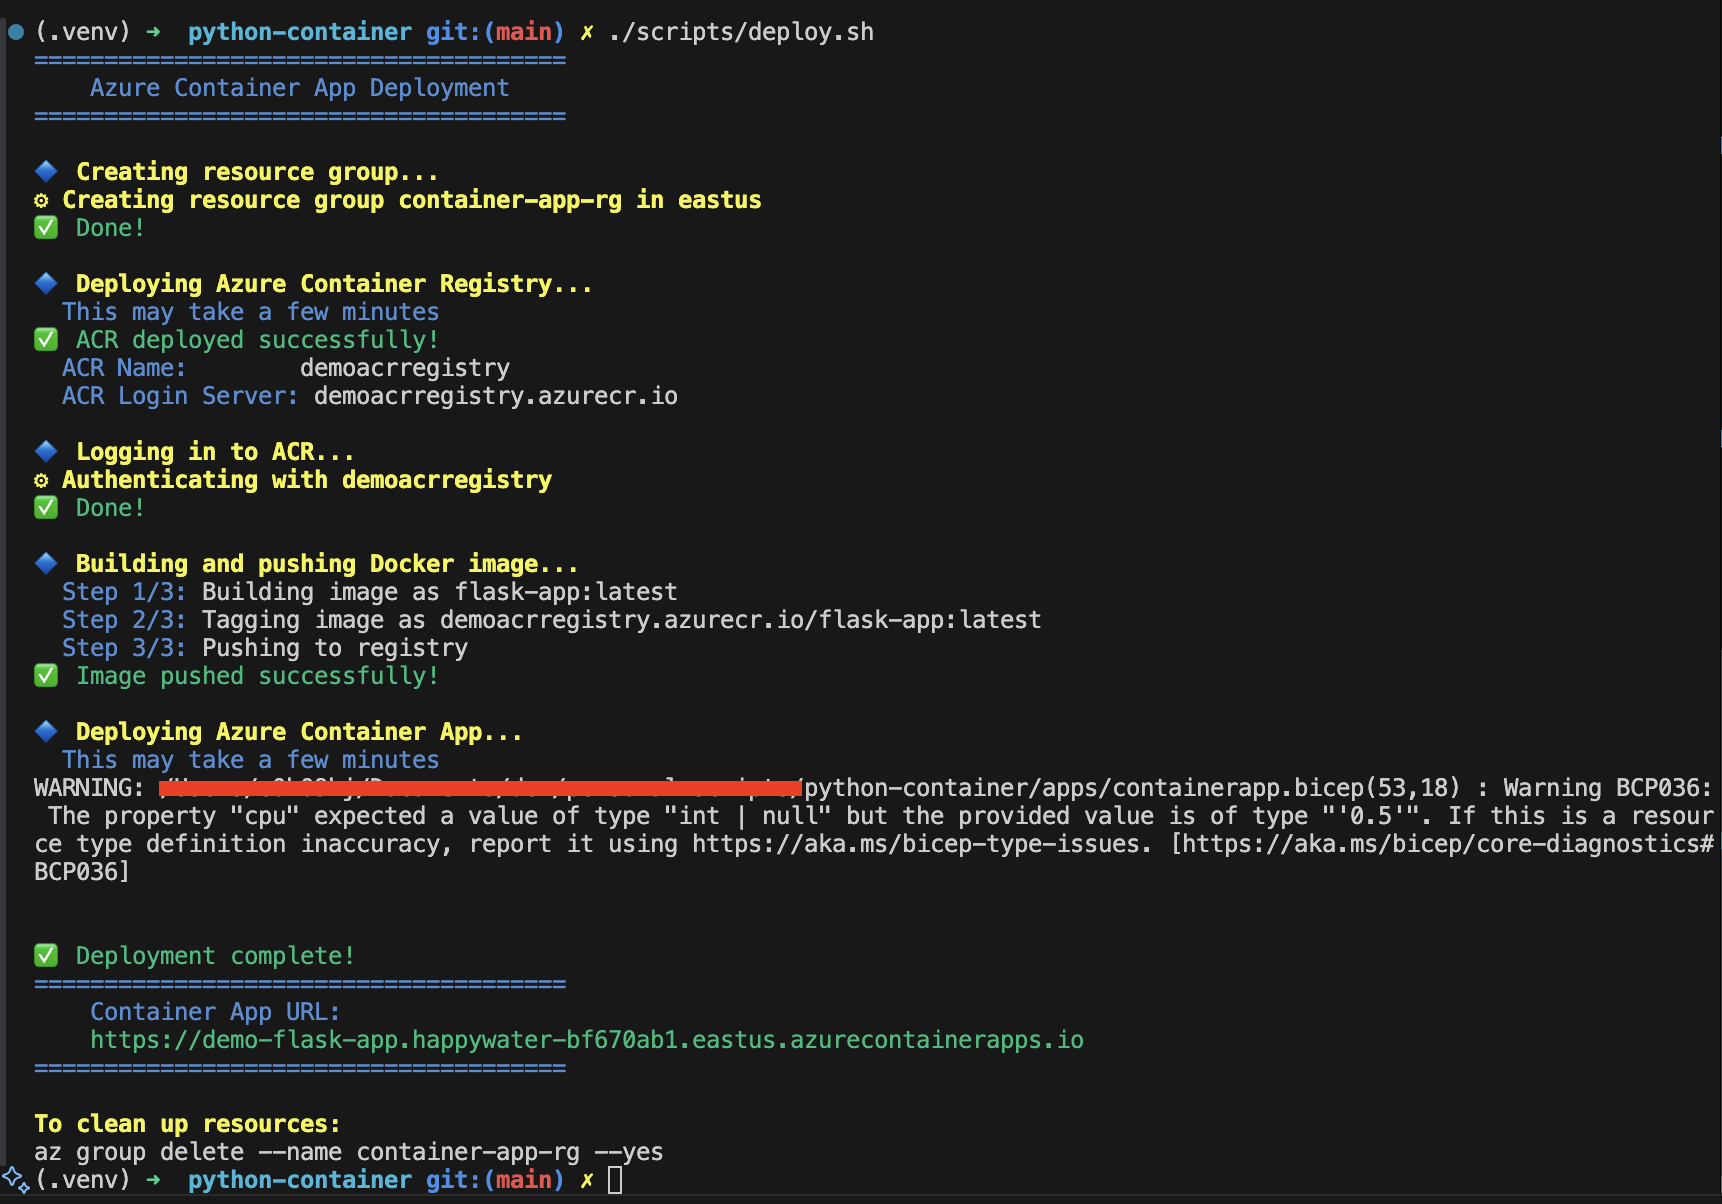 (.venv) ➜  python-container git:(main) ✗ ./scripts/deploy.sh
======================================
    Azure Container App Deployment
======================================
🔷 Creating resource group...
⚙ Creating resource group container-app-rg in eastus
✅ Done!
🔷 Deploying Azure Container Registry...
  This may take a few minutes
✅ ACR deployed successfully!
  ACR Name:        demoacrregistry
  ACR Login Server: demoacrregistry.azurecr.io
🔷 Logging in to ACR...
⚙ Authenticating with demoacrregistry
✅ Done!
🔷 Building and pushing Docker image...
  Step 1/3: Building image as flask-app:latest
  Step 2/3: Tagging image as demoacrregistry.azurecr.io/flask-app:latest
  Step 3/3: Pushing to registry
✅ Image pushed successfully!
🔷 Deploying Azure Container App...
  This may take a few minutes
WARNING: /python-container/apps/containerapp.bicep(53,18) : Warning BCP036:
 The property "cpu" expected a value of type "int | null" but the provided value is of type "'0.5'". If this is a resour
ce type definition inaccuracy, report it using https://aka.ms/bicep-type-issues. [https://aka.ms/bicep/core-diagnostics#
BCP036]
✅ Deployment complete!
======================================
    Container App URL:
    https://demo-flask-app.happywater-bf670ab1.eastus.azurecontainerapps.io
======================================
To clean up resources:
az group delete --name container-app-rg --yes
(.venv) ➜  python-container git:(main) ✗